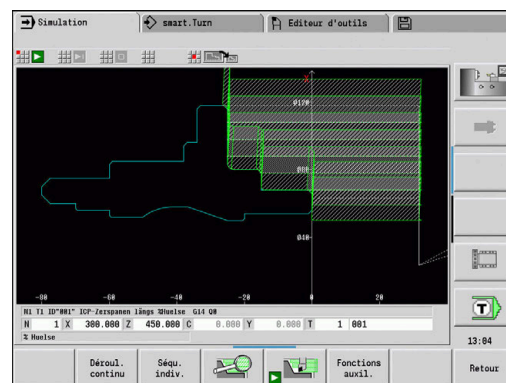 Simulation
smart.Turn
Editeur d'outils
X
Ø120
Ø80
Ø40
-80 -60 -40 -20 0 20
N1 T1 ID"001" ICP-Zerspanen längs %Huelse G14 Q0
N 1 X 300.000 Z 450.000 C 0.000 Y 0.000 T 1 001
% Huelse
T
13:04
Déroul. continu
Séqu. indiv.
Fonctions auxil.
Retour